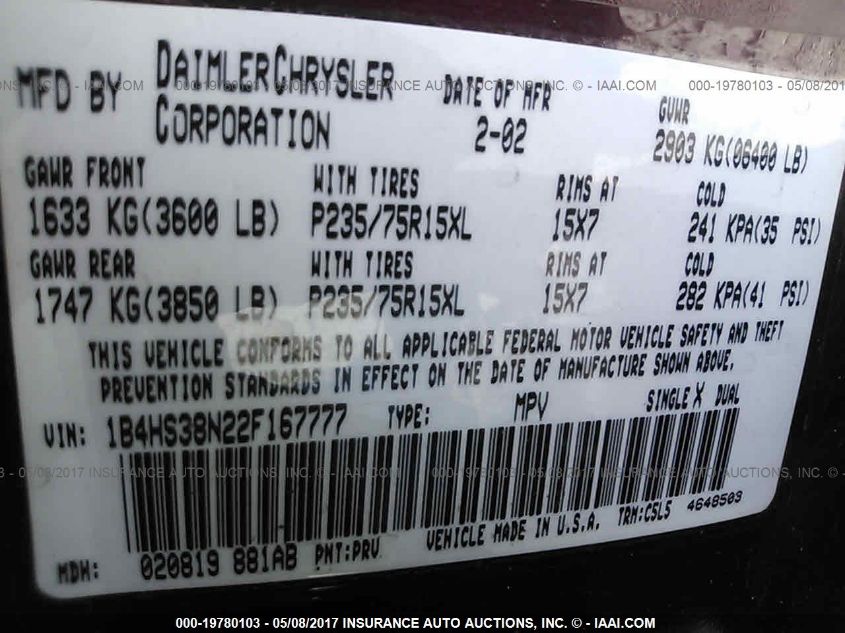 MFD BY DAIMLERCHRYSLER CORPORATION DATE OF MFR 2-02 GVWR 2903 KG(06400 LB)
GAWR FRONT WITH TIRES RIMS AT COLD
1633 KG(3600 LB) P235/75R15XL 15X7 241 KPA(35 PSI)
GAWR REAR WITH TIRES RIMS AT COLD
1747 KG(3850 LB) P235/75R15XL 15X7 282 KPA(41 PSI)
THIS VEHICLE CONFORMS TO ALL APPLICABLE FEDERAL MOTOR VEHICLE SAFETY AND THEFT
PREVENTION STANDARDS IN EFFECT ON THE DATE OF MANUFACTURE SHOWN ABOVE.
VIN: 1B4HS38N22F167777 TYPE: MPV SINGLE X DUAL
MDH: 020819 881AB PNT:PRV VEHICLE MADE IN U.S.A. TRM:C5L5 4648503
000-19780103 - 05/08/2017 INSURANCE AUTO AUCTIONS, INC. © - IAAI.COM